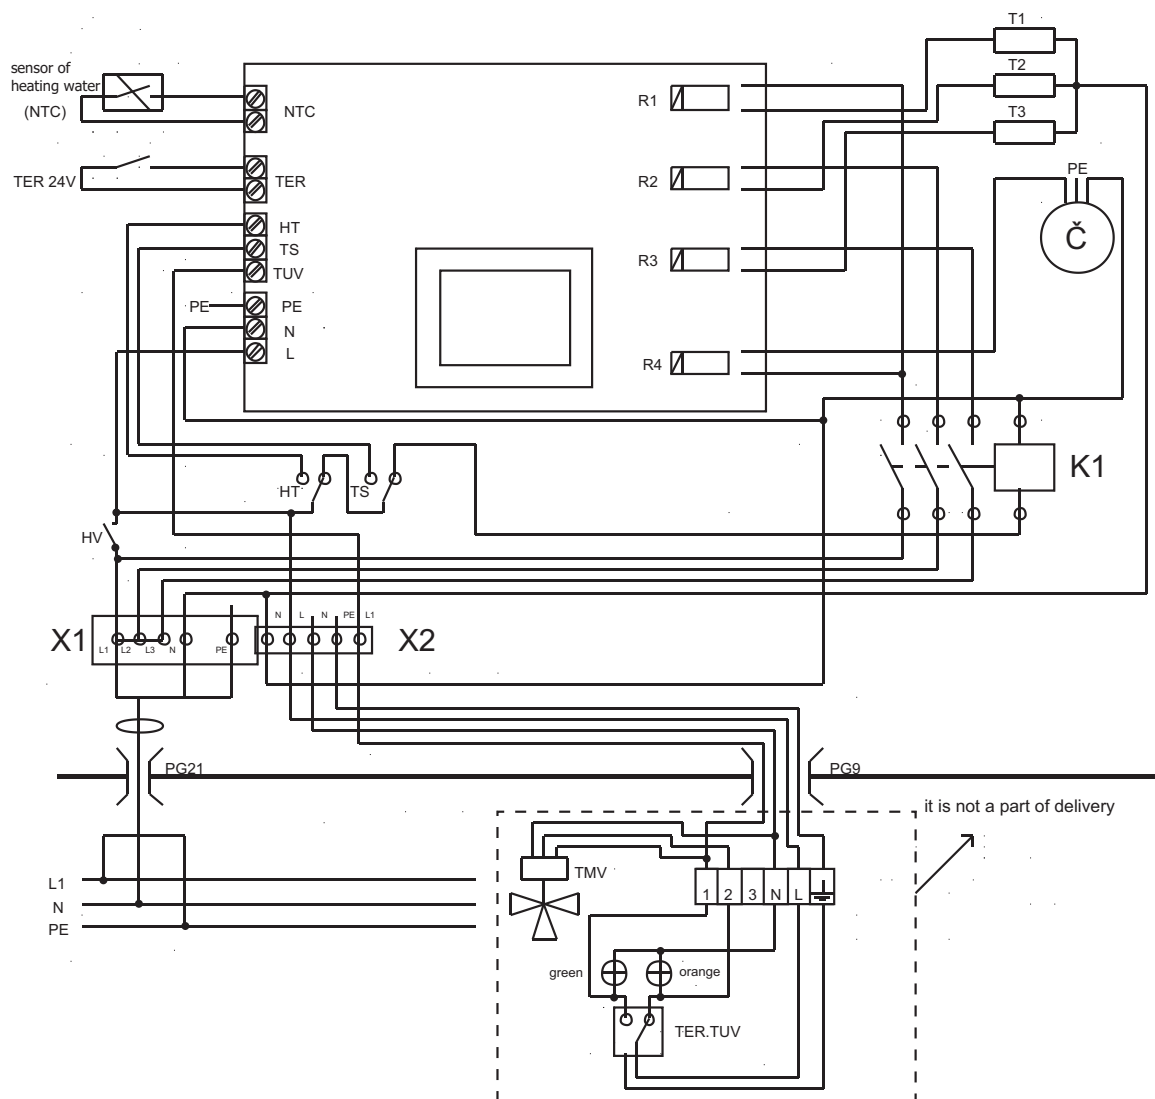 T1
sensor of
heating water
(NTC)
NTC
R1
T2
T3
TER 24V
TER
R2
PE
Č
HT
TS
TUV
R3
PE
PE
N
L
R4
K1
HT
TS
HV
X1
L1
L2
L3
N
PE
N
L
N
PE
L1
X2
PG21
PG9
it is not a part of delivery
TMV
L1
N
PE
1
2
3
N
L
green
orange
TER.TUV